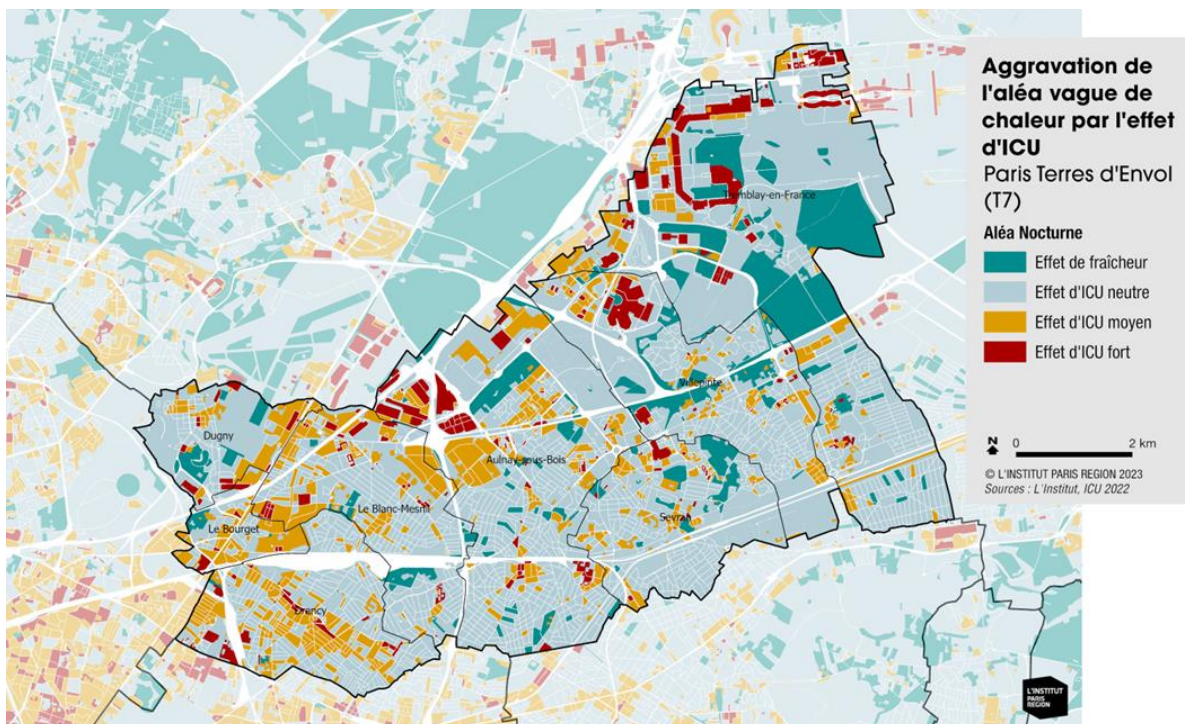 Aggravation de
l'aléa vague de
chaleur par l'effet
d'ICU
Paris Terres d'Envol
(T7)
Aléa Nocturne
Effet de fraîcheur
Effet d'ICU neutre
Effet d'ICU moyen
Effet d'ICU fort
N
0
2 km
© L'INSTITUT PARIS REGION 2023
Sources : L'Institut, ICU 2022
Tremblay-en-France
Villepinte
Dugny
Aulnay-sous-Bois
Le Blanc-Mesnil
Sevran
Le Bourget
Drancy
L'INSTITUT
PARIS
REGION